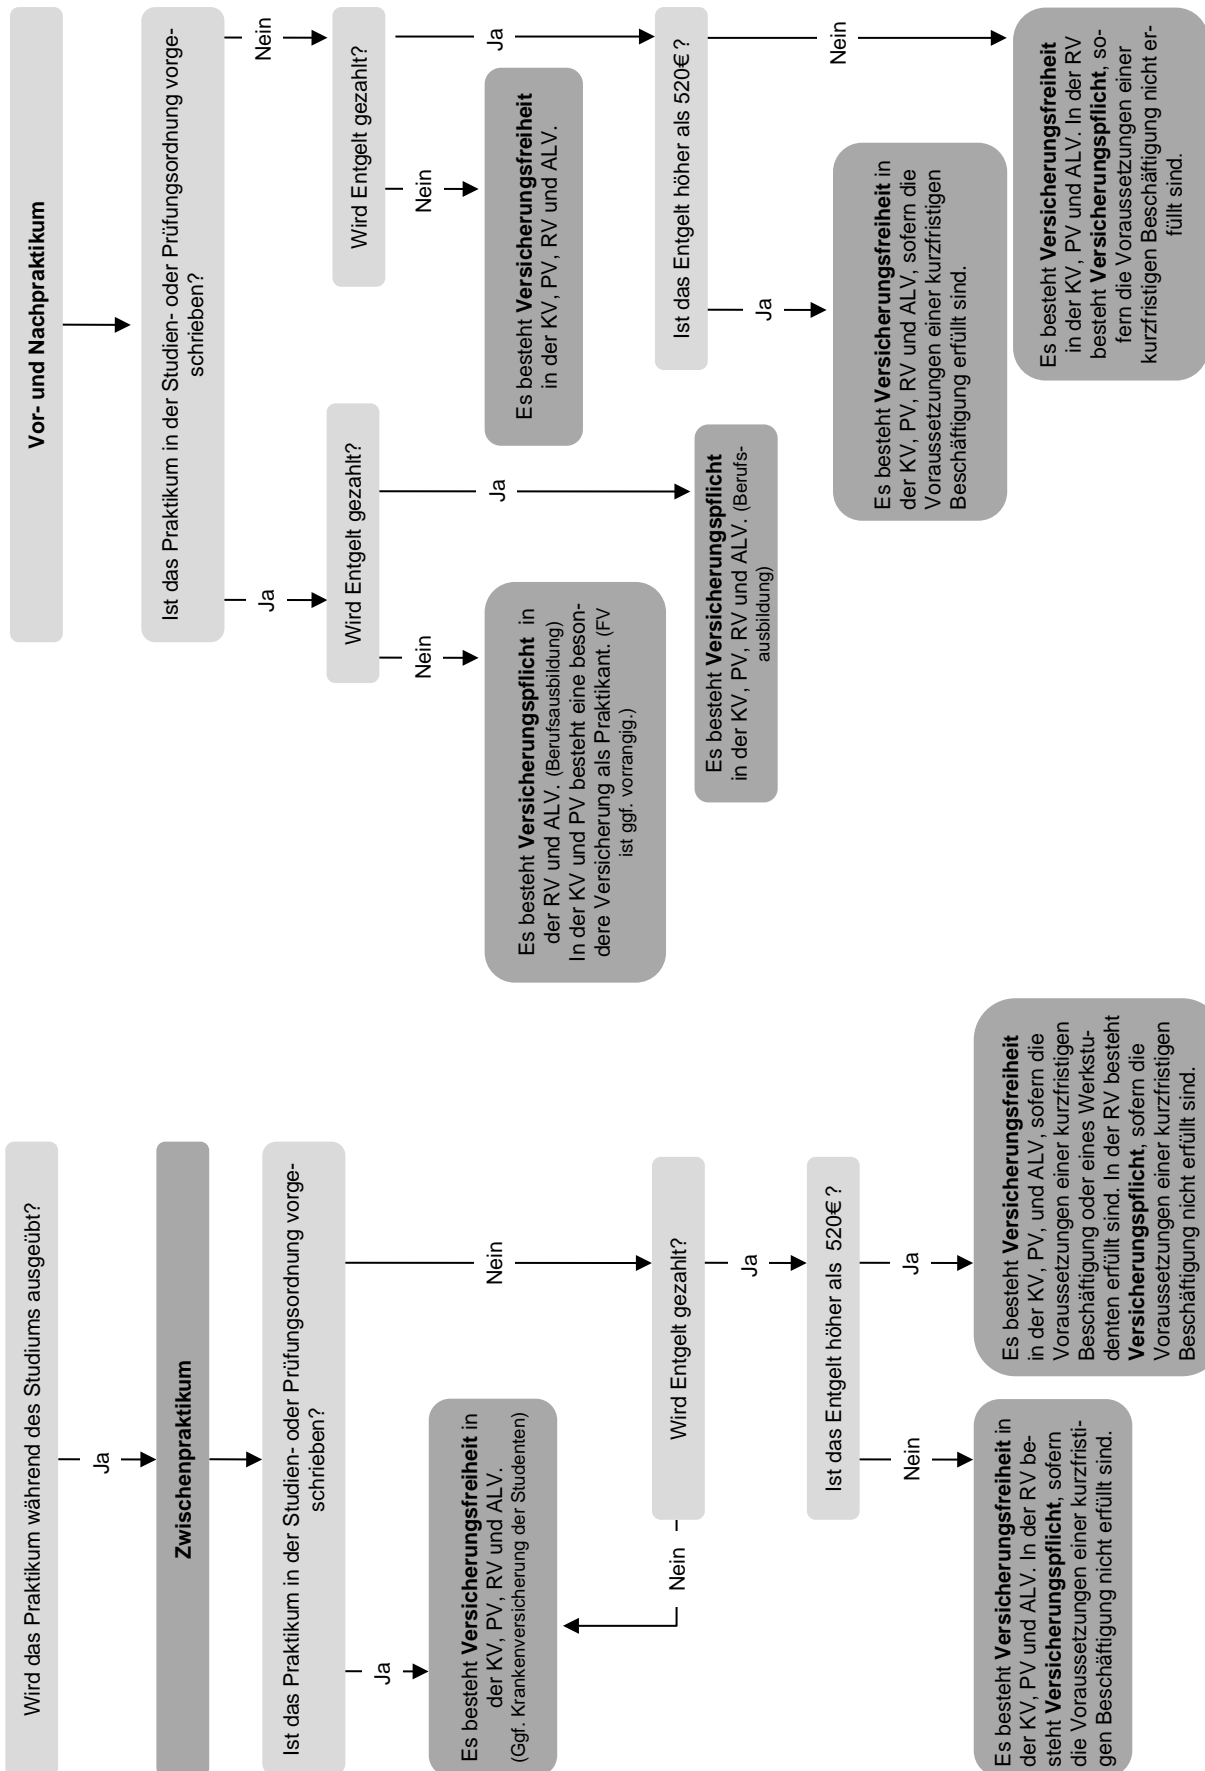 Wird das Praktikum während des Studiums ausgeübt?
Ja
Zwischenpraktikum
Ist das Praktikum in der Studien- oder Prüfungsordnung vorge-
schrieben?
Ja
Nein
Es besteht Versicherungsfreiheit in
der KV, PV, RV und ALV.
(Ggf. Krankenversicherung der Studenten)
Wird Entgelt gezahlt?
Nein
Ja
Ist das Entgelt höher als 520€?
Nein
Ja
Es besteht Versicherungsfreiheit in
der KV, PV und ALV. In der RV be-
steht Versicherungspflicht, sofern
die Voraussetzungen einer kurzfristi-
gen Beschäftigung nicht erfüllt sind.
Es besteht Versicherungsfreiheit
in der KV, PV, und ALV, sofern die
Voraussetzungen einer kurzfristigen
Beschäftigung oder eines Werkstu-
denten erfüllt sind. In der RV besteht
Versicherungspflicht, sofern die
Voraussetzungen einer kurzfristigen
Beschäftigung nicht erfüllt sind.
Vor- und Nachpraktikum
Ist das Praktikum in der Studien- oder Prüfungsordnung vorge-
schrieben?
Ja
Nein
Wird Entgelt gezahlt?
Nein
Ja
Es besteht Versicherungspflicht in
der RV und ALV. (Berufsausbildung)
In der KV und PV besteht eine beson-
dere Versicherung als Praktikant. (FV
ist ggf. vorrangig.)
Es besteht Versicherungspflicht
in der KV, PV, RV und ALV. (Berufs-
ausbildung)
Wird Entgelt gezahlt?
Nein
Ja
Es besteht Versicherungsfreiheit
in der KV, PV, RV und ALV.
Ist das Entgelt höher als 520€?
Ja
Nein
Es besteht Versicherungsfreiheit in
der KV, PV, RV und ALV, sofern die
Voraussetzungen einer kurzfristigen
Beschäftigung erfüllt sind.
Es besteht Versicherungsfreiheit
in der KV, PV und ALV. In der RV
besteht Versicherungspflicht, so-
fern die Voraussetzungen einer
kurzfristigen Beschäftigung nicht er-
füllt sind.